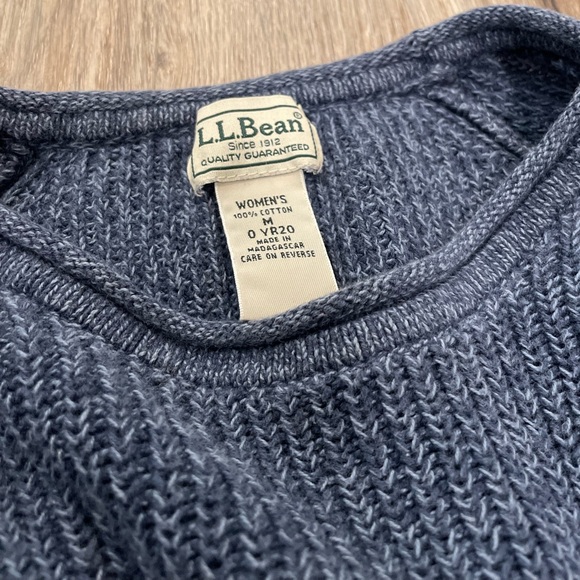 L.L.Bean®
Since 1912
QUALITY GUARANTEED
WOMEN'S
100% COTTON
M
0 YR20
MADE IN
MADAGASCAR
CARE ON REVERSE